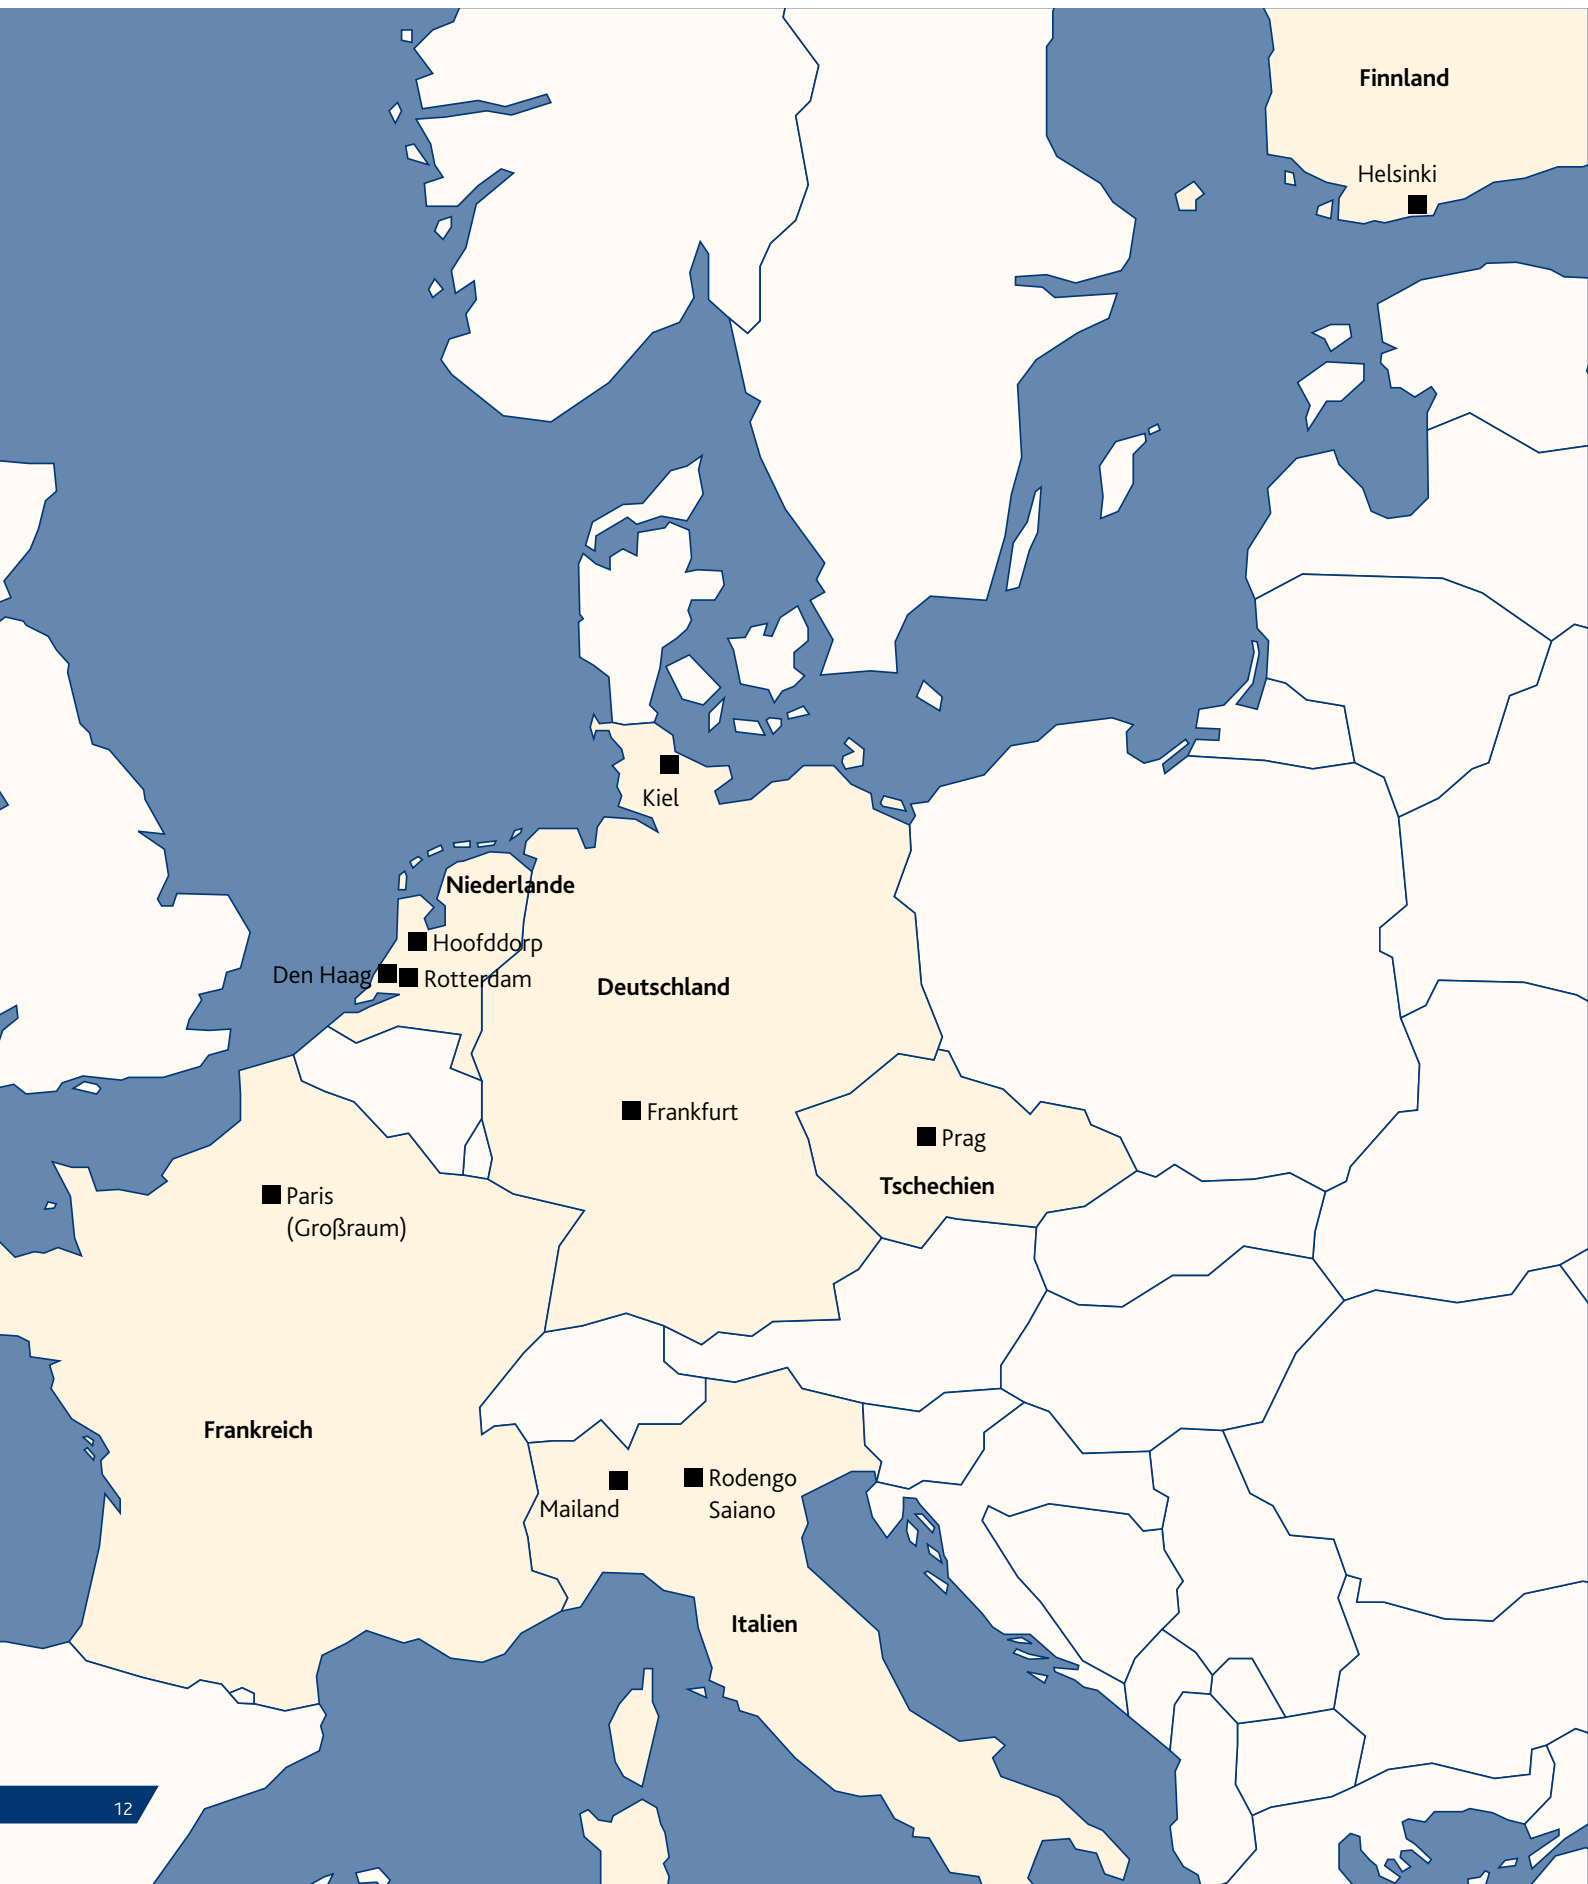 Finnland
Helsinki
Kiel
Niederlande
Hoofddorp
Den Haag
Rotterdam
Deutschland
Frankfurt
Prag
Tschechien
Paris
(Großraum)
Frankreich
Mailand
Rodengo
Saiano
Italien
12